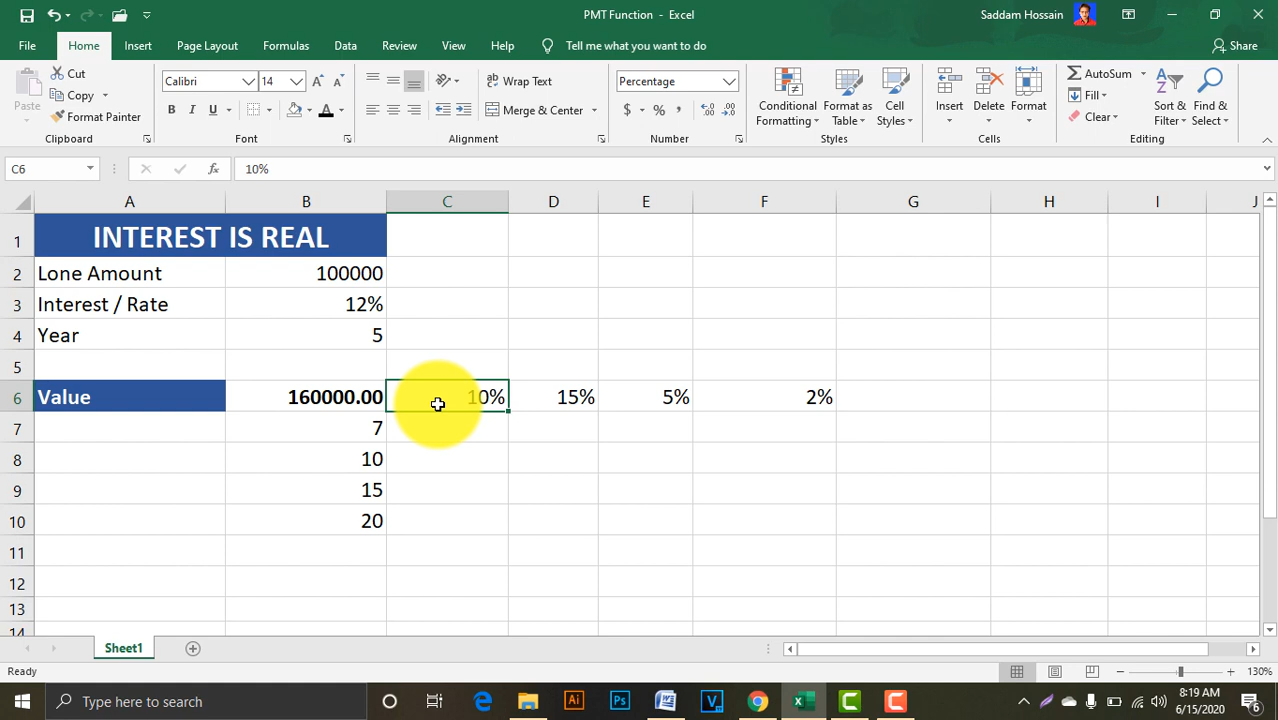 PMT Function - Excel
Saddam Hossain
File Home Insert Page Layout Formulas Data Review View Help Tell me what you want to do Share
Paste Cut Copy Format Painter Clipboard
Calibri 14 B I U A Font
Wrap Text Merge & Center Alignment
Percentage $ % , Number
Conditional Formatting Format as Table Cell Styles Styles
Insert Delete Format Cells
AutoSum Fill Clear Sort & Filter Find & Select Editing
C6 fx 10%
A B C D E F G H I J
1 INTEREST IS REAL
2 Lone Amount 100000
3 Interest / Rate 12%
4 Year 5
5
6 Value 160000.00 10% 15% 5% 2%
7 7
8 10
9 15
10 20
11
12
13
14
Sheet1
Ready 130%
Type here to search
8:19 AM
6/15/2020
6